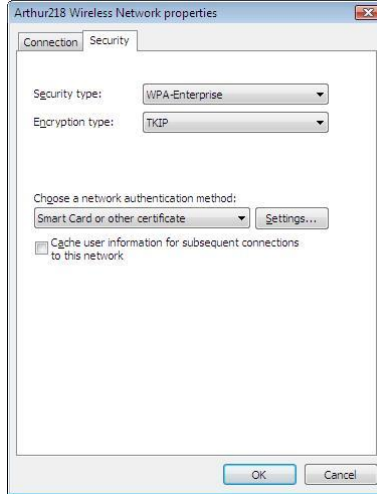 Arthur218 Wireless Network properties
Connection Security
Security type: WPA-Enterprise
Encryption type: TKIP
Choose a network authentication method:
Smart Card or other certificate Settings...
Cache user information for subsequent connections
to this network
OK Cancel